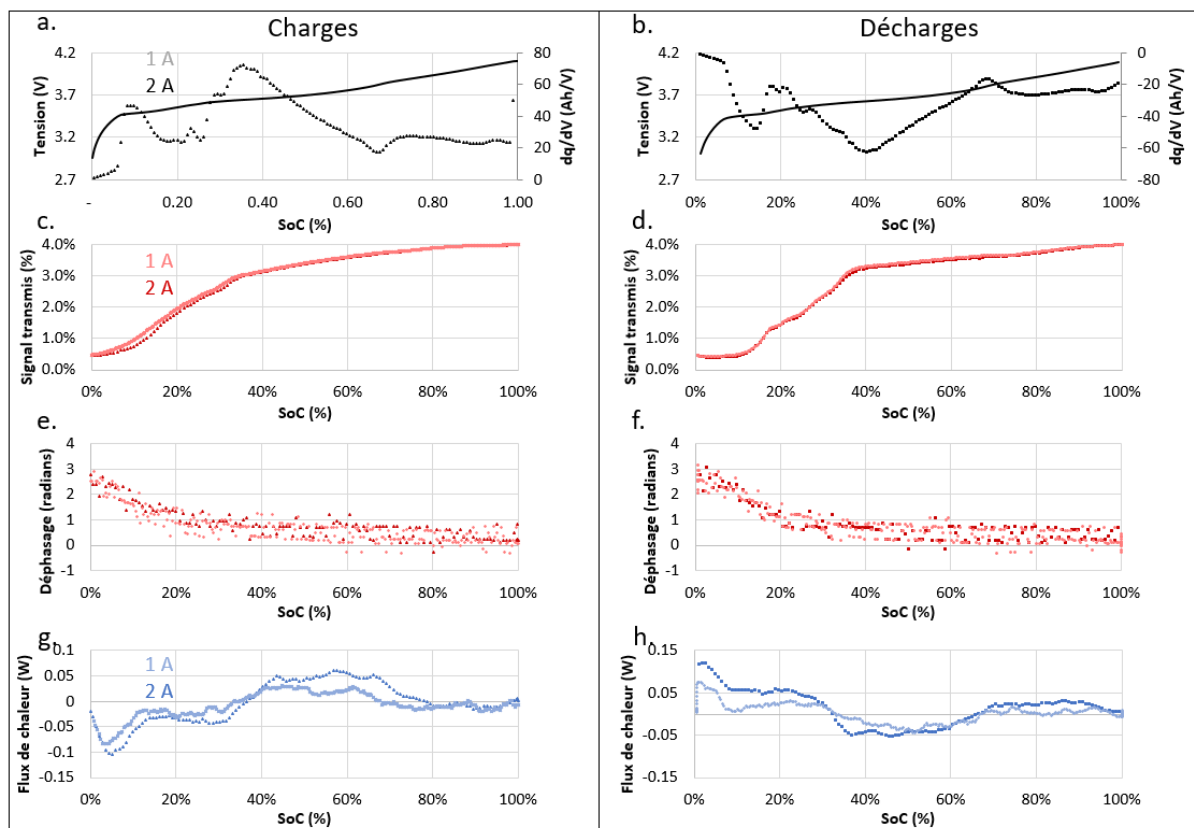 a.
Charges
1 A
2 A
4.2
3.7
3.2
2.7
Tension (V)
80
60
40
20
0
dq/dV (Ah/V)
-
0.20
0.40
0.60
0.80
1.00
SoC (%)
b.
Décharges
4.2
3.7
3.2
2.7
Tension (V)
0
-20
-40
-60
-80
dq/dV (Ah/V)
0%
20%
40%
60%
80%
100%
SoC (%)
c.
1 A
2 A
4.0%
3.0%
2.0%
1.0%
0.0%
Signal transmis (%)
0%
20%
40%
60%
80%
100%
SoC (%)
d.
4.0%
3.0%
2.0%
1.0%
0.0%
Signal transmis (%)
0%
20%
40%
60%
80%
100%
SoC (%)
e.
4
3
2
1
0
-1
Déphasage (radians)
0%
20%
40%
60%
80%
100%
SoC (%)
f.
4
3
2
1
0
-1
Déphasage (radians)
0%
20%
40%
60%
80%
100%
SoC (%)
g.
1 A
2 A
0.1
0.05
0
-0.05
-0.1
-0.15
Flux de chaleur (W)
0%
20%
40%
60%
80%
100%
SoC (%)
h.
0.15
0.05
-0.05
-0.15
Flux de chaleur (W)
0%
20%
40%
60%
80%
100%
SoC (%)